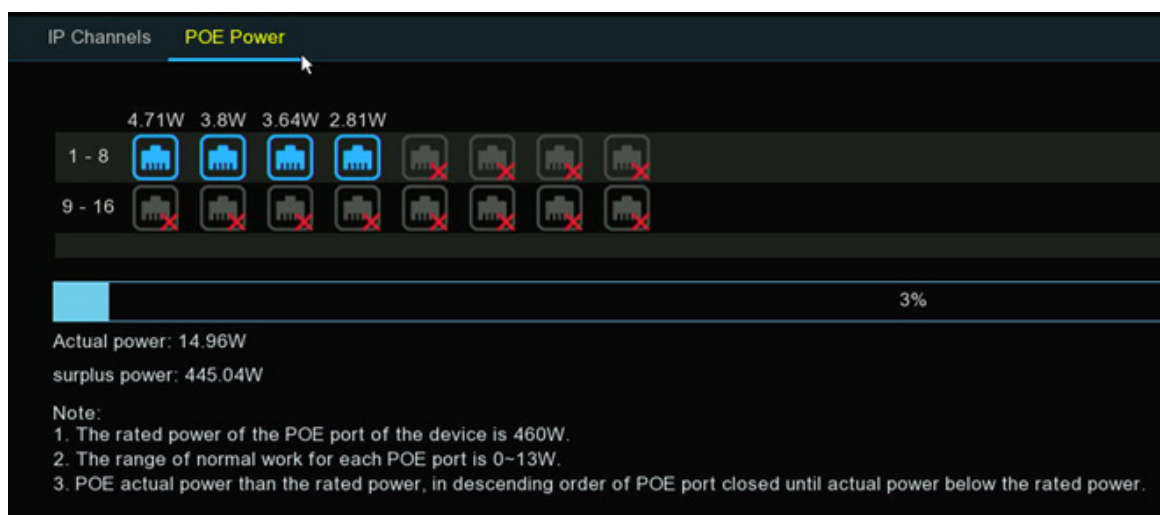 IP Channels POE Power
4.71W 3.8W 3.64W 2.81W
1 - 8
9 - 16
3%
Actual power: 14.96W
surplus power: 445.04W
Note:
1. The rated power of the POE port of the device is 460W.
2. The range of normal work for each POE port is 0~13W.
3. POE actual power than the rated power, in descending order of POE port closed until actual power below the rated power.